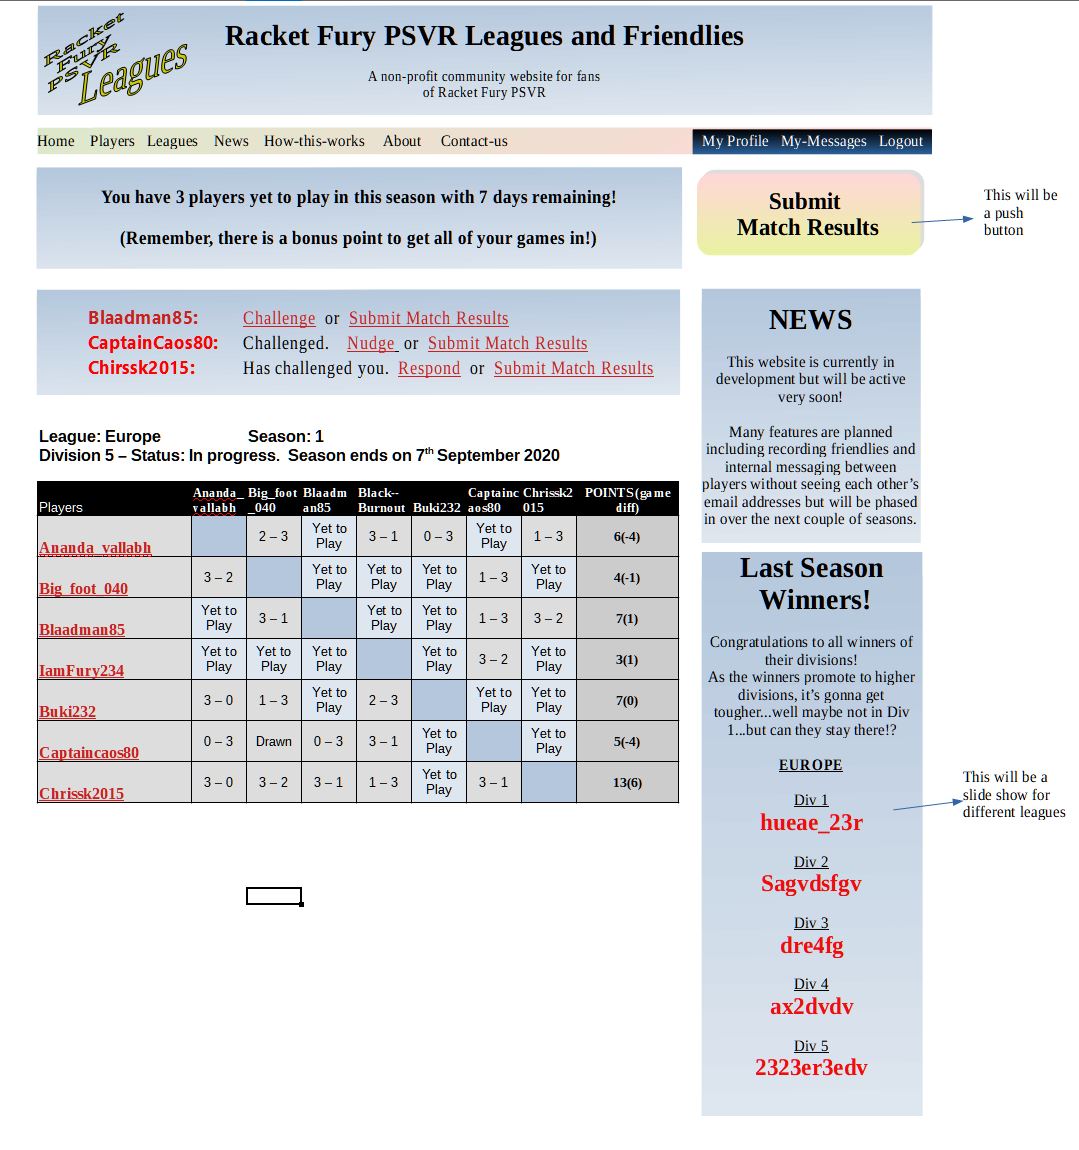 Racket
Fury
PSVR
Leagues
Racket Fury PSVR Leagues and Friendlies
A non-profit community website for fans
of Racket Fury PSVR
Home Players Leagues News How-this-works About Contact-us My Profile My-Messages Logout
You have 3 players yet to play in this season with 7 days remaining!
(Remember, there is a bonus point to get all of your games in!)
Submit
Match Results
This will be
a push
button
Blaadman85: Challenge or Submit Match Results
CaptainCaos80: Challenged. Nudge or Submit Match Results
Chirssk2015: Has challenged you. Respond or Submit Match Results
NEWS
This website is currently in
development but will be active
very soon!
Many features are planned
including recording friendlies and
internal messaging between
players without seeing each other’s
email addresses but will be phased
in over the next couple of seasons.
League: Europe Season: 1
Division 5 – Status: In progress. Season ends on 7th September 2020
Players Ananda_vallabh Big_foot_040 Blaadman85 Black--Burnout Buki232 Captaincaos80 Chrissk2015 POINTS(game diff)
Ananda_vallabh 2 – 3 Yet to Play 3 – 1 0 – 3 Yet to Play 1 – 3 6(-4)
Big_foot_040 3 – 2 Yet to Play Yet to Play Yet to Play 1 – 3 Yet to Play 4(-1)
Blaadman85 Yet to Play 3 – 1 Yet to Play Yet to Play 1 – 3 3 – 2 7(1)
IamFury234 Yet to Play Yet to Play Yet to Play Yet to Play 3 – 2 Yet to Play 3(1)
Buki232 3 – 0 1 – 3 Yet to Play 2 – 3 Yet to Play Yet to Play 7(0)
Captaincaos80 0 – 3 Drawn 0 – 3 3 – 1 Yet to Play Yet to Play 5(-4)
Chrissk2015 3 – 0 3 – 2 3 – 1 1 – 3 Yet to Play 3 – 1 13(6)
Last Season
Winners!
Congratulations to all winners of
their divisions!
As the winners promote to higher
divisions, it’s gonna get
tougher...well maybe not in Div
1...but can they stay there!?
EUROPE
Div 1
hueae_23r
Div 2
Sagvdsfgv
Div 3
dre4fg
Div 4
ax2dvdv
Div 5
2323er3edv
This will be a
slide show for
different leagues